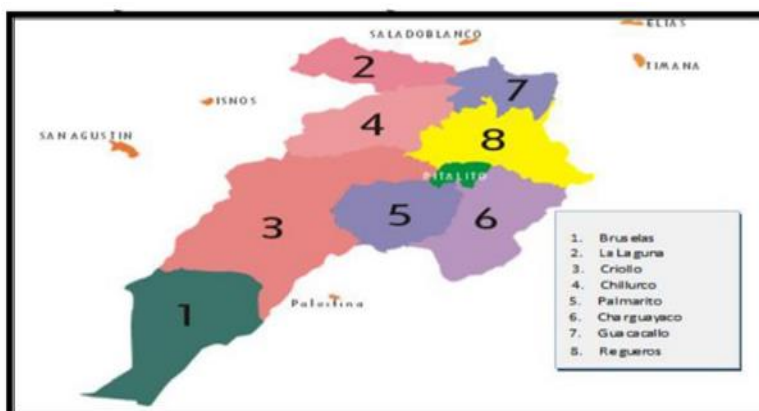 ELIAS
SALADOBLANCO
2
TIMANA
7
ISNOS
4
8
SAN AGUSTIN
PITALITO
5
6
3
1. Bruselas
2. La Laguna
3. Criollo
4. Chillurco
5. Palmarito
6. Charguayaco
7. Guacacallo
8. Regueros
Palestina
1